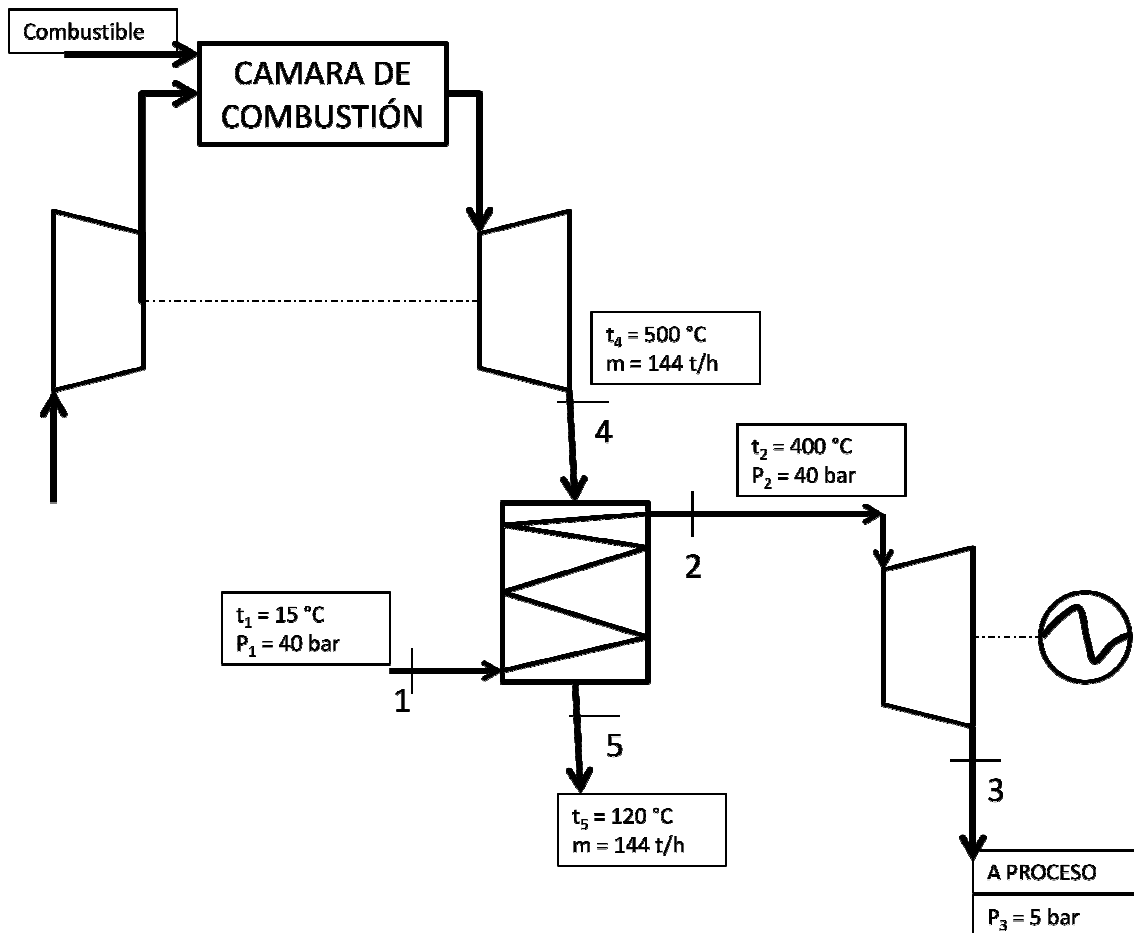 Combustible
CAMARA DE
COMBUSTIÓN
t₄ = 500 °C
m = 144 t/h
4
t₂ = 400 °C
P₂ = 40 bar
2
t₁ = 15 °C
P₁ = 40 bar
1
5
3
t₅ = 120 °C
m = 144 t/h
A PROCESO
P₃ = 5 bar